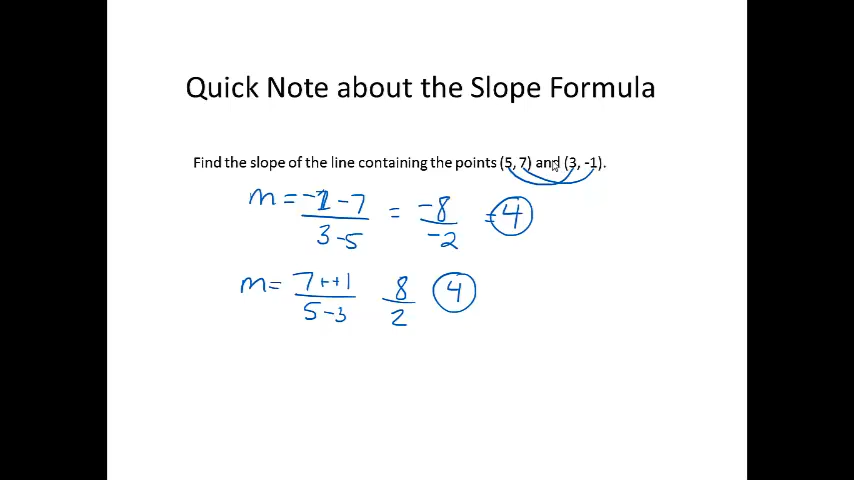 Quick Note about the Slope Formula
Find the slope of the line containing the points (5, 7) and (3, -1).
m = -1 - 7 / 3 - 5 = -8 / -2 = 4
m = 7 + +1 / 5 - 3 8 / 2 4